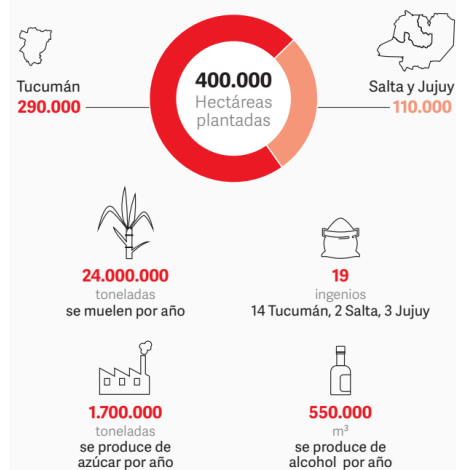 Tucumán
290.000
400.000
Hectáreas
plantadas
Salta y Jujuy
110.000
24.000.000
toneladas
se muelen por año
19
ingenios
14 Tucumán, 2 Salta, 3 Jujuy
1.700.000
toneladas
se produce de
azúcar por año
550.000
m³
se produce de
alcohol por año